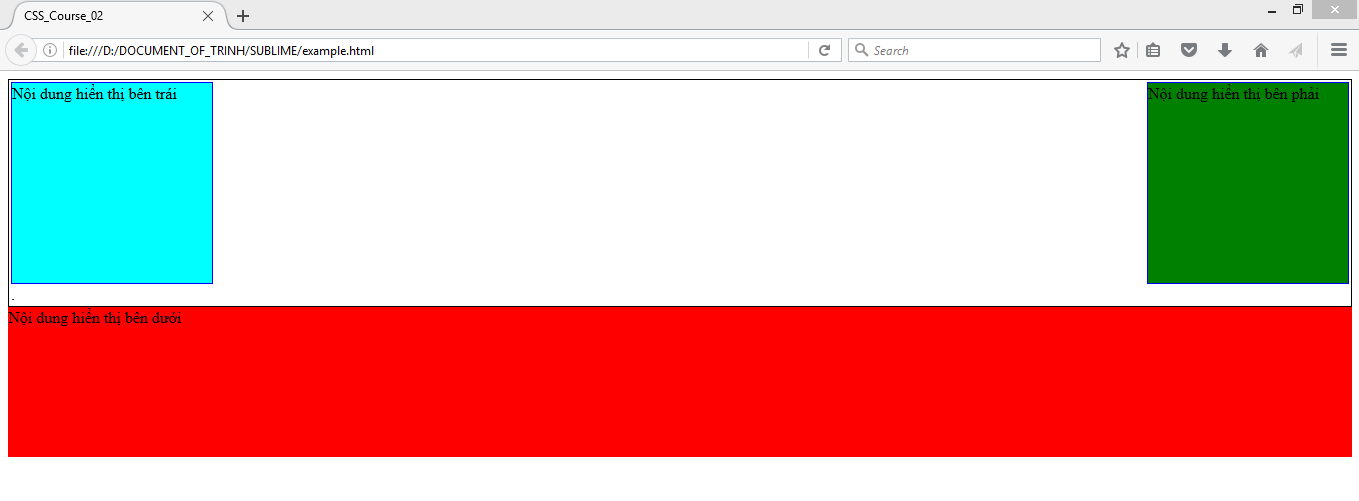 CSS_Course_02
file:///D:/DOCUMENT_OF_TRINH/SUBLIME/example.html
Search
Nội dung hiển thị bên trái
Nội dung hiển thị bên phải
.
Nội dung hiển thị bên dưới